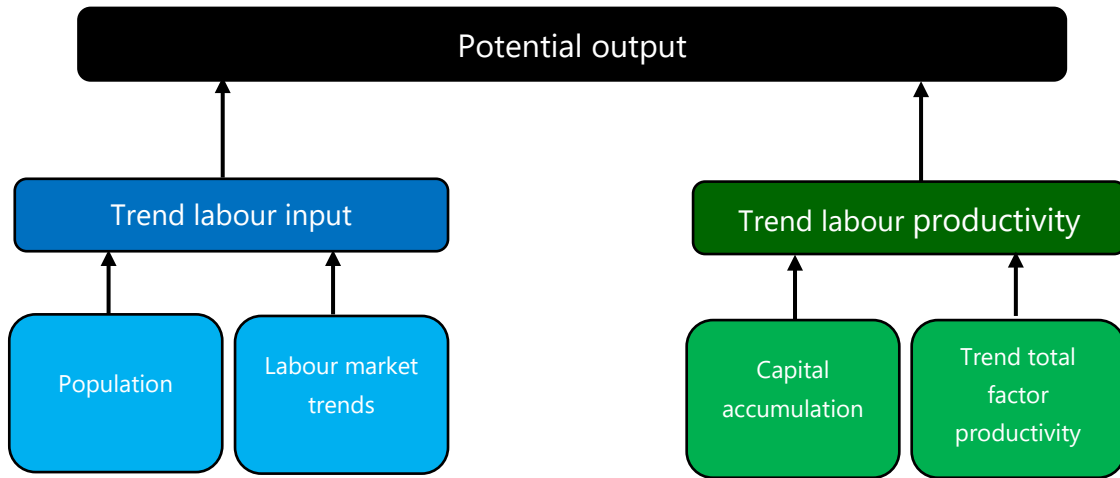 Potential output
Trend labour input
Trend labour productivity
Population
Labour market
trends
Capital
accumulation
Trend total
factor
productivity